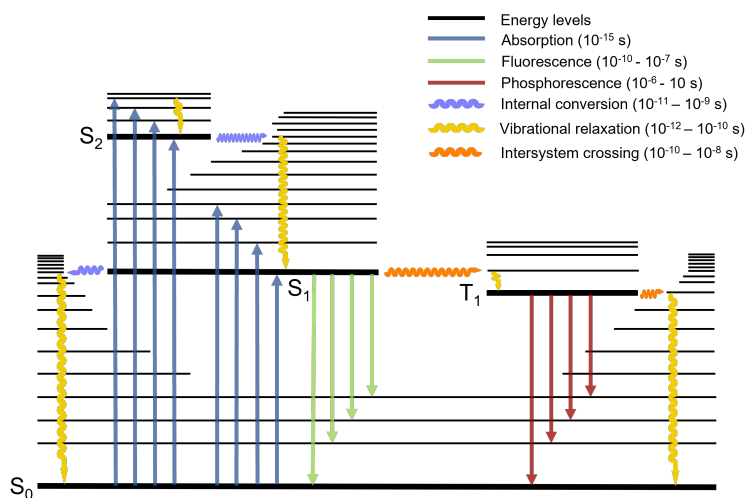 Energy levels
Absorption (10⁻¹⁵ s)
Fluorescence (10⁻¹⁰ - 10⁻⁷ s)
Phosphorescence (10⁻⁶ - 10 s)
Internal conversion (10⁻¹¹ – 10⁻⁹ s)
Vibrational relaxation (10⁻¹² – 10⁻¹⁰ s)
Intersystem crossing (10⁻¹⁰ – 10⁻⁸ s)
S₂
S₁
T₁
S₀